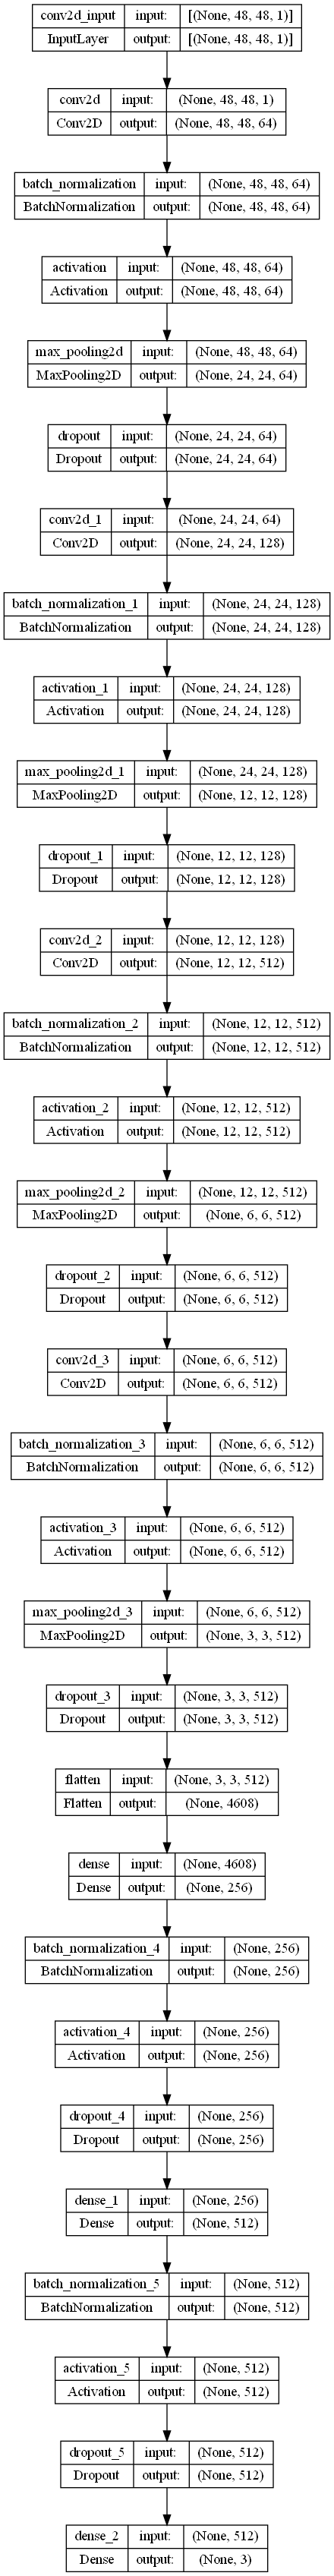 conv2d_input input: [(None, 48, 48, 1)]
InputLayer output: [(None, 48, 48, 1)]
conv2d input: (None, 48, 48, 1)
Conv2D output: (None, 48, 48, 64)
batch_normalization input: (None, 48, 48, 64)
BatchNormalization output: (None, 48, 48, 64)
activation input: (None, 48, 48, 64)
Activation output: (None, 48, 48, 64)
max_pooling2d input: (None, 48, 48, 64)
MaxPooling2D output: (None, 24, 24, 64)
dropout input: (None, 24, 24, 64)
Dropout output: (None, 24, 24, 64)
conv2d_1 input: (None, 24, 24, 64)
Conv2D output: (None, 24, 24, 128)
batch_normalization_1 input: (None, 24, 24, 128)
BatchNormalization output: (None, 24, 24, 128)
activation_1 input: (None, 24, 24, 128)
Activation output: (None, 24, 24, 128)
max_pooling2d_1 input: (None, 24, 24, 128)
MaxPooling2D output: (None, 12, 12, 128)
dropout_1 input: (None, 12, 12, 128)
Dropout output: (None, 12, 12, 128)
conv2d_2 input: (None, 12, 12, 128)
Conv2D output: (None, 12, 12, 512)
batch_normalization_2 input: (None, 12, 12, 512)
BatchNormalization output: (None, 12, 12, 512)
activation_2 input: (None, 12, 12, 512)
Activation output: (None, 12, 12, 512)
max_pooling2d_2 input: (None, 12, 12, 512)
MaxPooling2D output: (None, 6, 6, 512)
dropout_2 input: (None, 6, 6, 512)
Dropout output: (None, 6, 6, 512)
conv2d_3 input: (None, 6, 6, 512)
Conv2D output: (None, 6, 6, 512)
batch_normalization_3 input: (None, 6, 6, 512)
BatchNormalization output: (None, 6, 6, 512)
activation_3 input: (None, 6, 6, 512)
Activation output: (None, 6, 6, 512)
max_pooling2d_3 input: (None, 6, 6, 512)
MaxPooling2D output: (None, 3, 3, 512)
dropout_3 input: (None, 3, 3, 512)
Dropout output: (None, 3, 3, 512)
flatten input: (None, 3, 3, 512)
Flatten output: (None, 4608)
dense input: (None, 4608)
Dense output: (None, 256)
batch_normalization_4 input: (None, 256)
BatchNormalization output: (None, 256)
activation_4 input: (None, 256)
Activation output: (None, 256)
dropout_4 input: (None, 256)
Dropout output: (None, 256)
dense_1 input: (None, 256)
Dense output: (None, 512)
batch_normalization_5 input: (None, 512)
BatchNormalization output: (None, 512)
activation_5 input: (None, 512)
Activation output: (None, 512)
dropout_5 input: (None, 512)
Dropout output: (None, 512)
dense_2 input: (None, 512)
Dense output: (None, 3)